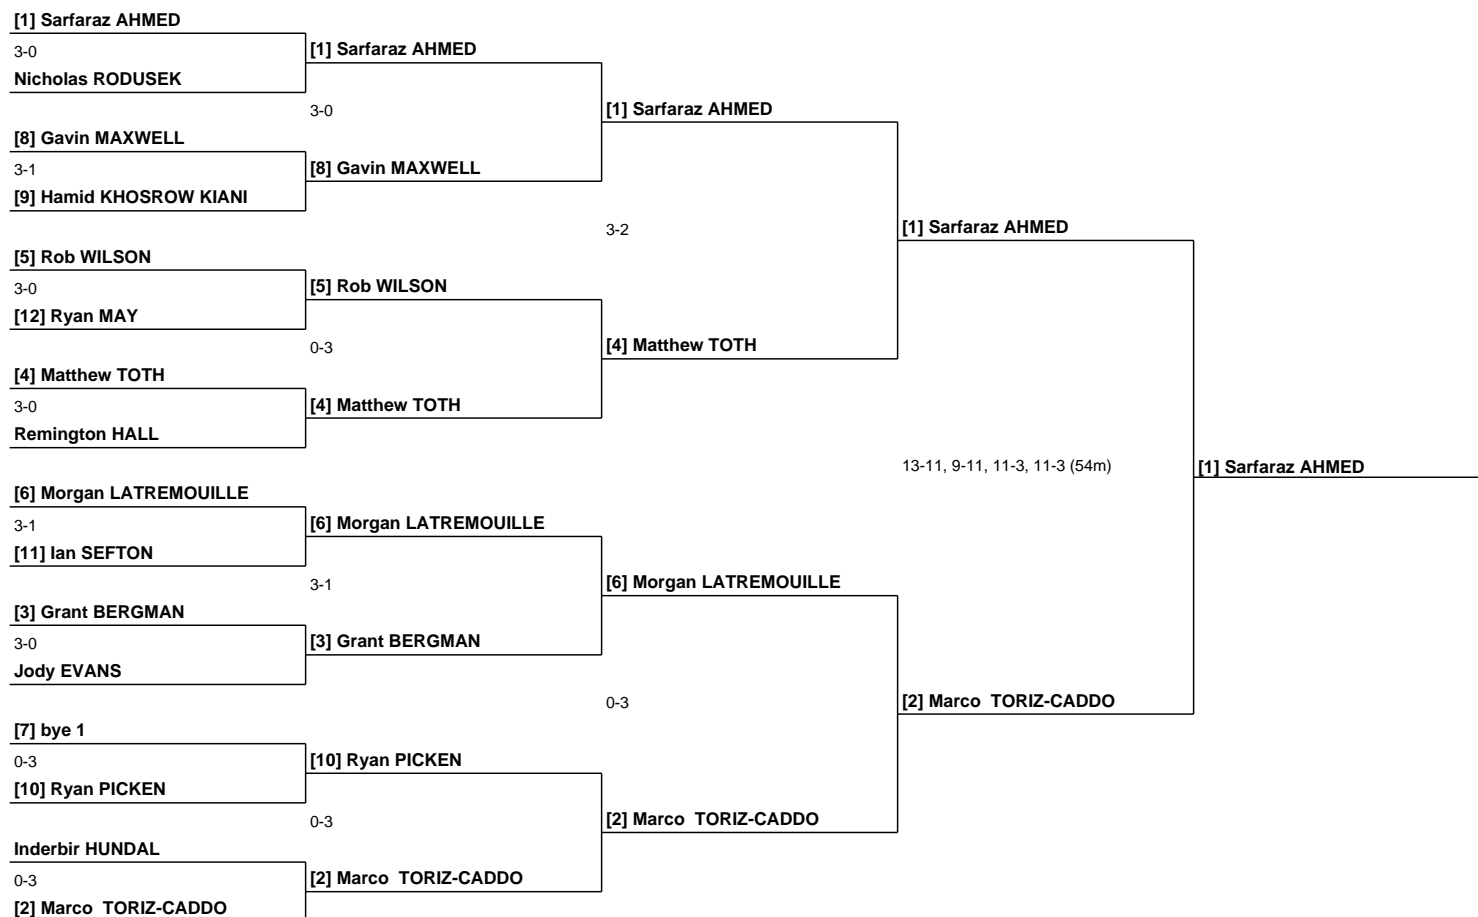 [1] Sarfaraz AHMED
3-0
Nicholas RODUSEK
[8] Gavin MAXWELL
3-1
[9] Hamid KHOSROW KIANI
[5] Rob WILSON
3-0
[12] Ryan MAY
[4] Matthew TOTH
3-0
Remington HALL
[6] Morgan LATREMOUILLE
3-1
[11] Ian SEFTON
[3] Grant BERGMAN
3-0
Jody EVANS
[7] bye 1
0-3
[10] Ryan PICKEN
Inderbir HUNDAL
0-3
[2] Marco  TORIZ-CADDO
[1] Sarfaraz AHMED
3-0
[8] Gavin MAXWELL
[5] Rob WILSON
0-3
[4] Matthew TOTH
[6] Morgan LATREMOUILLE
3-1
[3] Grant BERGMAN
[10] Ryan PICKEN
0-3
[2] Marco  TORIZ-CADDO
[1] Sarfaraz AHMED
3-2
[4] Matthew TOTH
[6] Morgan LATREMOUILLE
0-3
[2] Marco  TORIZ-CADDO
[1] Sarfaraz AHMED
13-11, 9-11, 11-3, 11-3 (54m)
[2] Marco  TORIZ-CADDO
[1] Sarfaraz AHMED